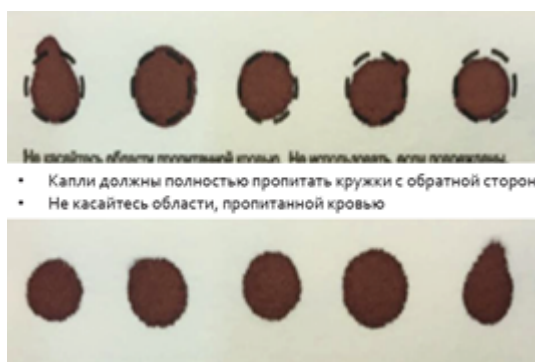 Не касайтесь области пропитанной кровью. Не использовать, если повреждены.
• Капли должны полностью пропитать кружки с обратной сторон
• Не касайтесь области, пропитанной кровью